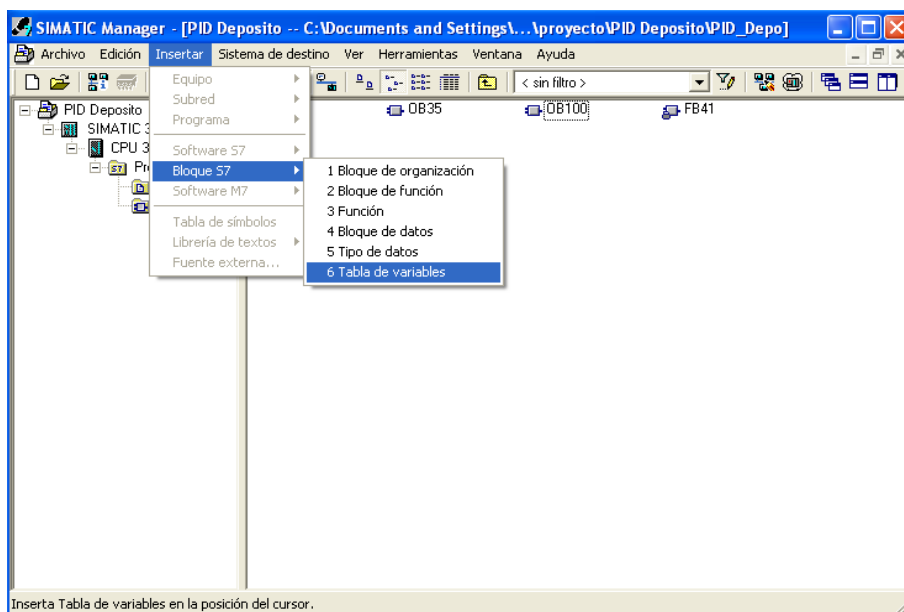 SIMATIC Manager - [PID Deposito -- C:\Documents and Settings\...\proyecto\PID Deposito\PID_Depo]
Archivo Edición Insertar Sistema de destino Ver Herramientas Ventana Ayuda
< sin filtro >
PID Deposito
SIMATIC 3
CPU 3
S7 Pr
Equipo
Subred
Programa
Software S7
Bloque S7
Software M7
Tabla de símbolos
Librería de textos
Fuente externa...
1 Bloque de organización
2 Bloque de función
3 Función
4 Bloque de datos
5 Tipo de datos
6 Tabla de variables
OB35 OB100 FB41
Inserta Tabla de variables en la posición del cursor.